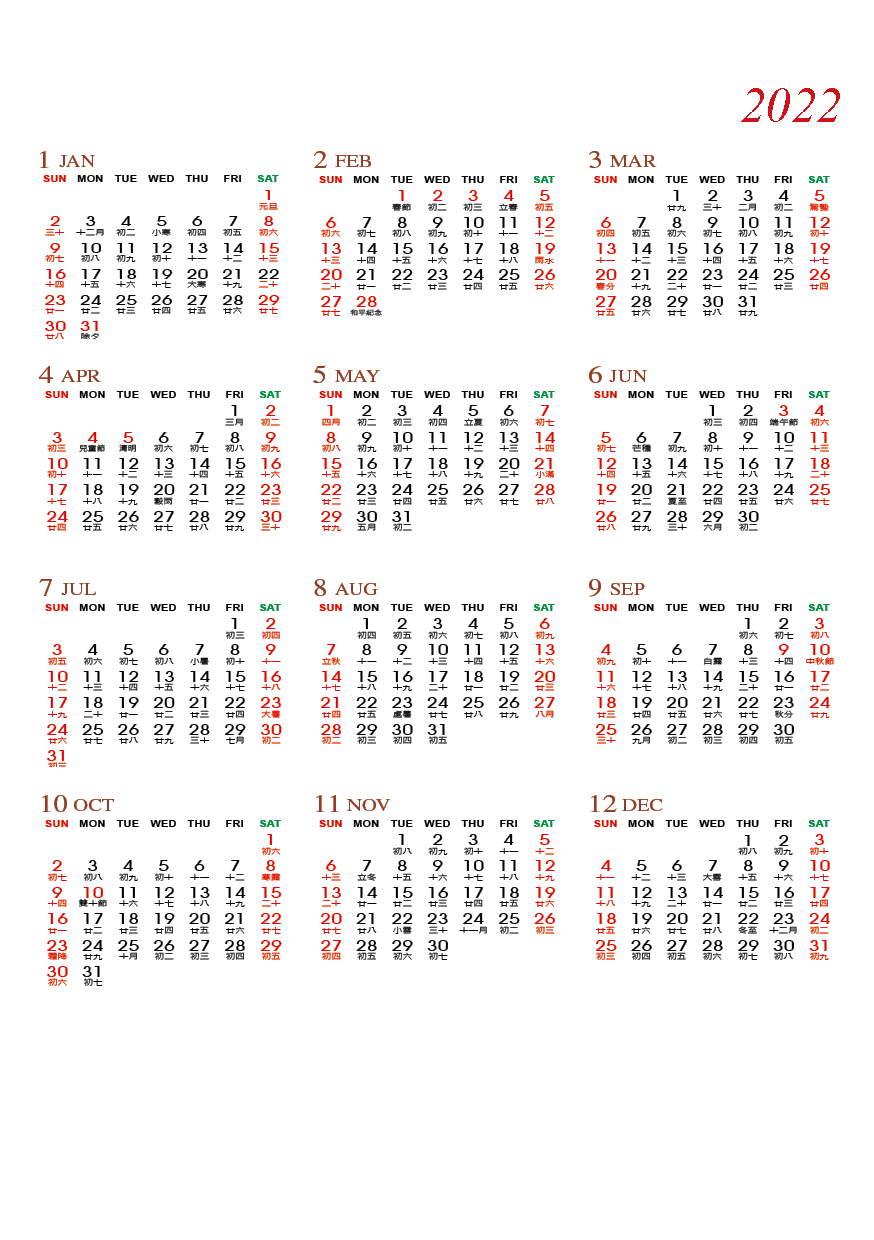 2022
1 JAN
SUN MON TUE WED THU FRI SAT
1
元旦
2 3 4 5 6 7 8
三十 十二月 初二 小寒 初四 初五 初六
9 10 11 12 13 14 15
初七 初八 初九 初十 十一 十二 十三
16 17 18 19 20 21 22
十四 十五 十六 十七 大寒 十九 二十
23 24 25 26 27 28 29
廿一 廿二 廿三 廿四 廿五 廿六 廿七
30 31
廿八 除夕
2 FEB
SUN MON TUE WED THU FRI SAT
1 2 3 4 5
春節 初二 初三 立春 初五
6 7 8 9 10 11 12
初六 初七 初八 初九 初十 十一 十二
13 14 15 16 17 18 19
十三 十四 十五 十六 十七 十八 雨水
20 21 22 23 24 25 26
二十 廿一 廿二 廿三 廿四 廿五 廿六
27 28
廿七 和平紀念
3 MAR
SUN MON TUE WED THU FRI SAT
1 2 3 4 5
廿九 三十 二月 初二 驚蟄
6 7 8 9 10 11 12
初四 初五 初六 初七 初八 初九 初十
13 14 15 16 17 18 19
十一 十二 十三 十四 十五 十六 十七
20 21 22 23 24 25 26
春分 十九 二十 廿一 廿二 廿三 廿四
27 28 29 30 31
廿五 廿六 廿七 廿八 廿九
4 APR
SUN MON TUE WED THU FRI SAT
1 2
三月 初二
3 4 5 6 7 8 9
初三 兒童節 清明 初六 初七 初八 初九
10 11 12 13 14 15 16
初十 十一 十二 十三 十四 十五 十六
17 18 19 20 21 22 23
十七 十八 十九 穀雨 廿一 廿二 廿三
24 25 26 27 28 29 30
廿四 廿五 廿六 廿七 廿八 廿九 三十
5 MAY
SUN MON TUE WED THU FRI SAT
1 2 3 4 5 6 7
四月 初二 初三 初四 立夏 初六 初七
8 9 10 11 12 13 14
初八 初九 初十 十一 十二 十三 十四
15 16 17 18 19 20 21
十五 十六 十七 十八 十九 二十 小滿
22 23 24 25 26 27 28
廿二 廿三 廿四 廿五 廿六 廿七 廿八
29 30 31
廿九 五月 初二
6 JUN
SUN MON TUE WED THU FRI SAT
1 2 3 4
初三 初四 端午節 初六
5 6 7 8 9 10 11
初七 芒種 初九 初十 十一 十二 十三
12 13 14 15 16 17 18
十四 十五 十六 十七 十八 十九 二十
19 20 21 22 23 24 25
廿一 廿二 夏至 廿四 廿五 廿六 廿七
26 27 28 29 30
廿八 廿九 三十 六月 初二
7 JUL
SUN MON TUE WED THU FRI SAT
1 2
初三 初四
3 4 5 6 7 8 9
初五 初六 初七 初八 小暑 初十 十一
10 11 12 13 14 15 16
十二 十三 十四 十五 十六 十七 十八
17 18 19 20 21 22 23
十九 二十 廿一 廿二 廿三 廿四 大暑
24 25 26 27 28 29 30
廿六 廿七 廿八 廿九 三十 七月 初二
31
初三
8 AUG
SUN MON TUE WED THU FRI SAT
1 2 3 4 5 6
初四 初五 初六 初七 初八 初九
7 8 9 10 11 12 13
立秋 十一 十二 十三 十四 十五 十六
14 15 16 17 18 19 20
十七 十八 十九 二十 廿一 廿二 廿三
21 22 23 24 25 26 27
廿四 廿五 處暑 廿七 廿八 廿九 八月
28 29 30 31
初二 初三 初四 初五
9 SEP
SUN MON TUE WED THU FRI SAT
1 2 3
初六 初七 初八
4 5 6 7 8 9 10
初九 初十 十一 白露 十三 十四 中秋節
11 12 13 14 15 16 17
十六 十七 十八 十九 二十 廿一 廿二
18 19 20 21 22 23 24
廿三 廿四 廿五 廿六 廿七 秋分 廿九
25 26 27 28 29 30
三十 九月 初二 初三 初四 初五
10 OCT
SUN MON TUE WED THU FRI SAT
1
初六
2 3 4 5 6 7 8
初七 初八 初九 初十 十一 十二 寒露
9 10 11 12 13 14 15
十四 雙十節 十六 十七 十八 十九 二十
16 17 18 19 20 21 22
廿一 廿二 廿三 廿四 廿五 廿六 廿七
23 24 25 26 27 28 29
霜降 廿九 十月 初二 初三 初四 初五
30 31
初六 初七
11 NOV
SUN MON TUE WED THU FRI SAT
1 2 3 4 5
初八 初九 初十 十一 十二
6 7 8 9 10 11 12
十三 立冬 十五 十六 十七 十八 十九
13 14 15 16 17 18 19
二十 廿一 廿二 廿三 廿四 廿五 廿六
20 21 22 23 24 25 26
廿七 廿八 小雪 三十 十一月 初二 初三
27 28 29 30
初四 初五 初六 初七
12 DEC
SUN MON TUE WED THU FRI SAT
1 2 3
初八 初九 初十
4 5 6 7 8 9 10
十一 十二 十三 大雪 十五 十六 十七
11 12 13 14 15 16 17
十八 十九 二十 廿一 廿二 廿三 廿四
18 19 20 21 22 23 24
廿五 廿六 廿七 廿八 冬至 十二月 初二
25 26 27 28 29 30 31
初三 初四 初五 初六 初七 初八 初九